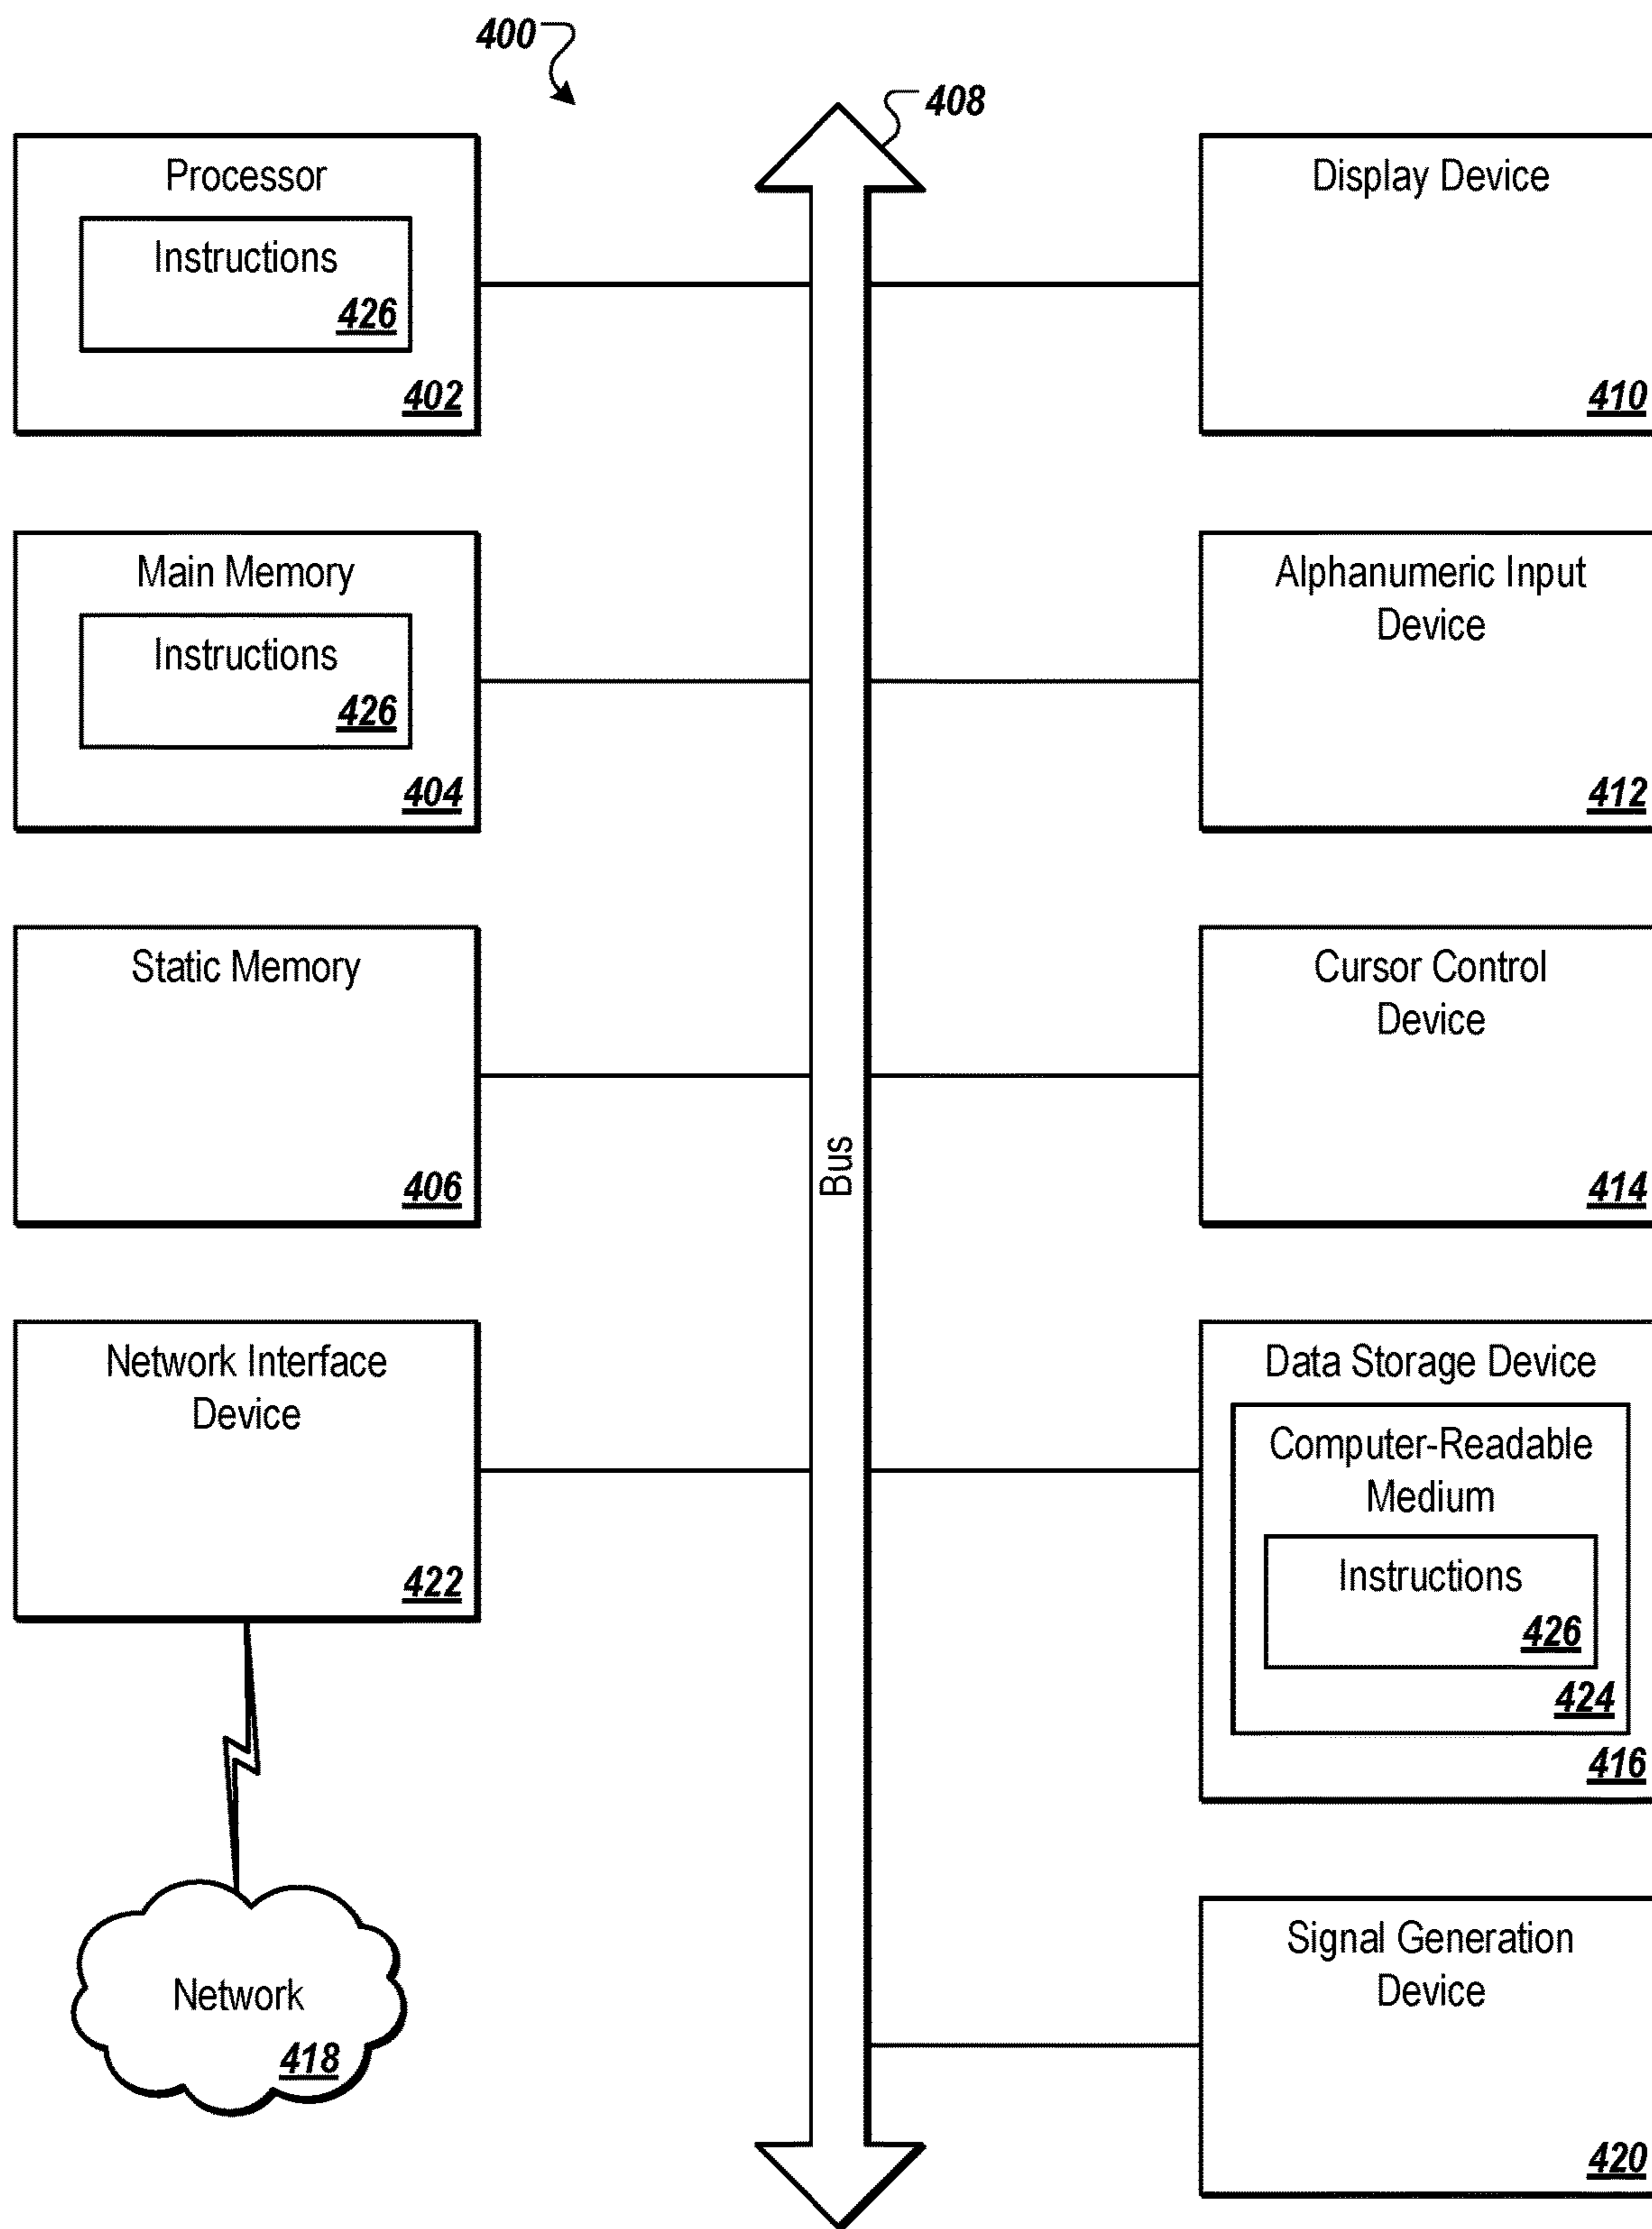 400
408
Processor
Instructions
426
402
Display Device
410
Main Memory
Instructions
426
404
Alphanumeric Input
Device
412
Static Memory
406
Cursor Control
Device
414
Bus
Network Interface
Device
422
Data Storage Device
Computer-Readable
Medium
Instructions
426
424
416
Network
418
Signal Generation
Device
420